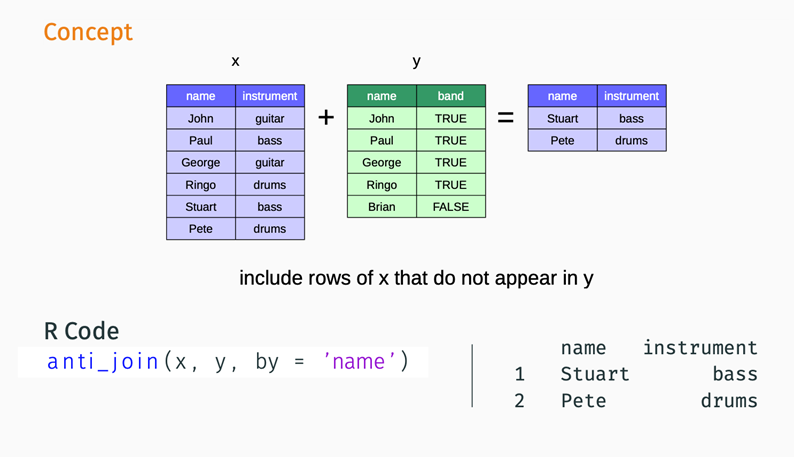 Concept
x y
name instrument name band name instrument
John guitar + John TRUE = Stuart bass
Paul bass Paul TRUE Pete drums
George guitar George TRUE
Ringo drums Ringo TRUE
Stuart bass Brian FALSE
Pete drums
include rows of x that do not appear in y
R Code
anti_join(x, y, by = ’name’)
name instrument
1 Stuart bass
2 Pete drums